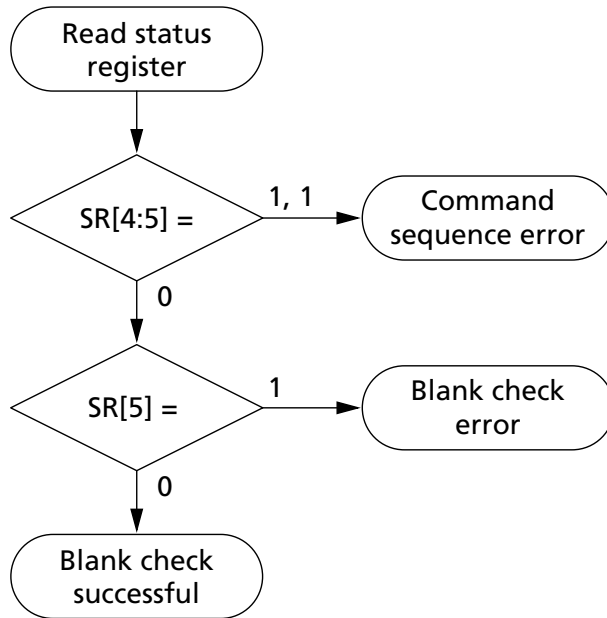 Read status
register
SR[4:5] =
1, 1
Command
sequence error
0
SR[5] =
1
Blank check
error
0
Blank check
successful